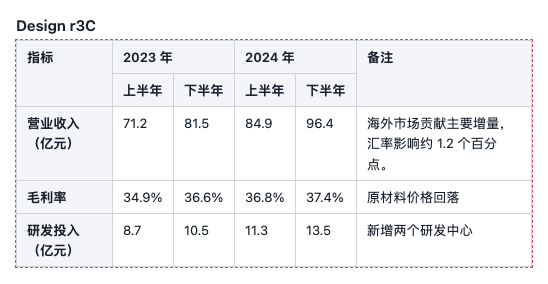 Design r3C
指标 2023 年 2024 年 备注
上半年 下半年 上半年 下半年
营业收入（亿元） 71.2 81.5 84.9 96.4 海外市场贡献主要增量，
汇率影响约 1.2 个百分
点。
毛利率 34.9% 36.6% 36.8% 37.4% 原材料价格回落
研发投入（亿元） 8.7 10.5 11.3 13.5 新增两个研发中心